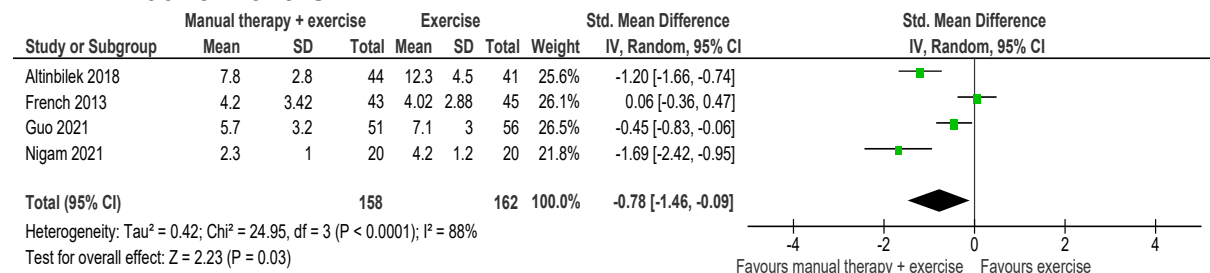 Manual therapy + exercise Exercise Std. Mean Difference Std. Mean Difference
Study or Subgroup Mean SD Total Mean SD Total Weight IV, Random, 95% CI IV, Random, 95% CI
Altinbilek 2018 7.8 2.8 44 12.3 4.5 41 25.6% -1.20 [-1.66, -0.74]
French 2013 4.2 3.42 43 4.02 2.88 45 26.1% 0.06 [-0.36, 0.47]
Guo 2021 5.7 3.2 51 7.1 3 56 26.5% -0.45 [-0.83, -0.06]
Nigam 2021 2.3 1 20 4.2 1.2 20 21.8% -1.69 [-2.42, -0.95]
Total (95% CI) 158 162 100.0% -0.78 [-1.46, -0.09]
Heterogeneity: Tau² = 0.42; Chi² = 24.95, df = 3 (P < 0.0001); I² = 88%
Test for overall effect: Z = 2.23 (P = 0.03)
-4 -2 0 2 4
Favours manual therapy + exercise Favours exercise